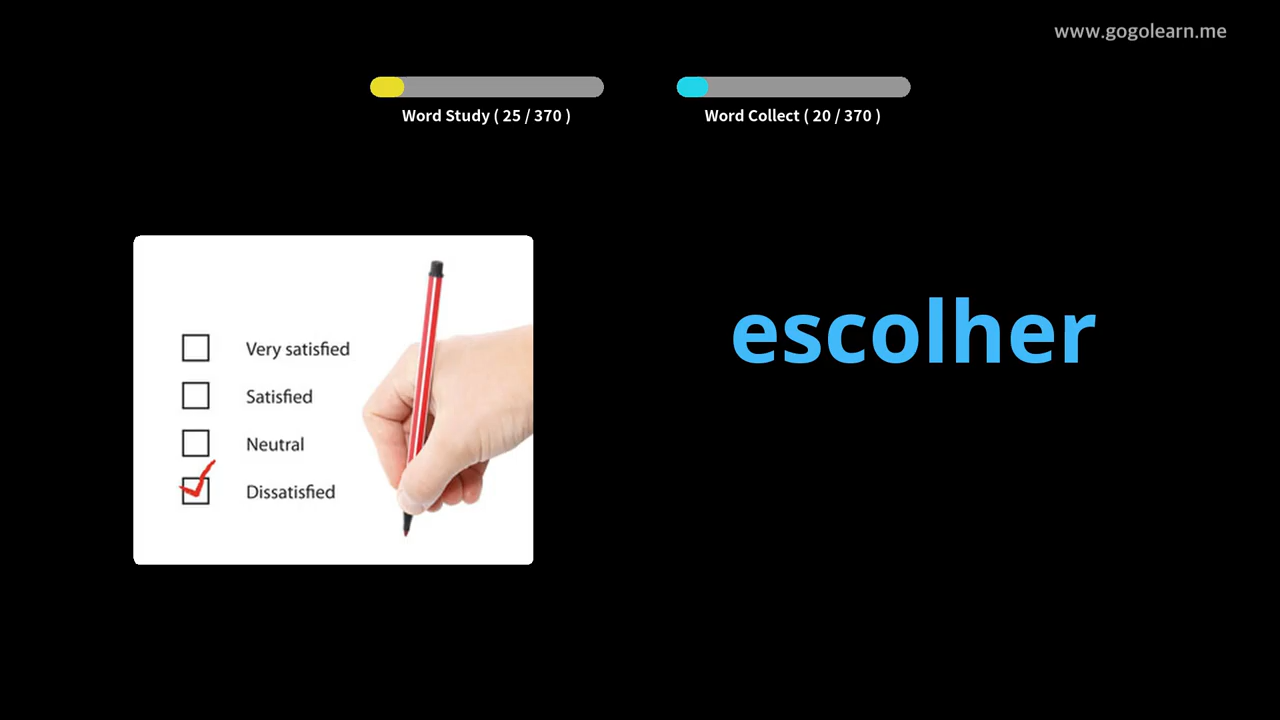 www.gogolearn.me
Word Study ( 25 / 370 )
Word Collect ( 20 / 370 )
Very satisfied
Satisfied
Neutral
Dissatisfied
escolher